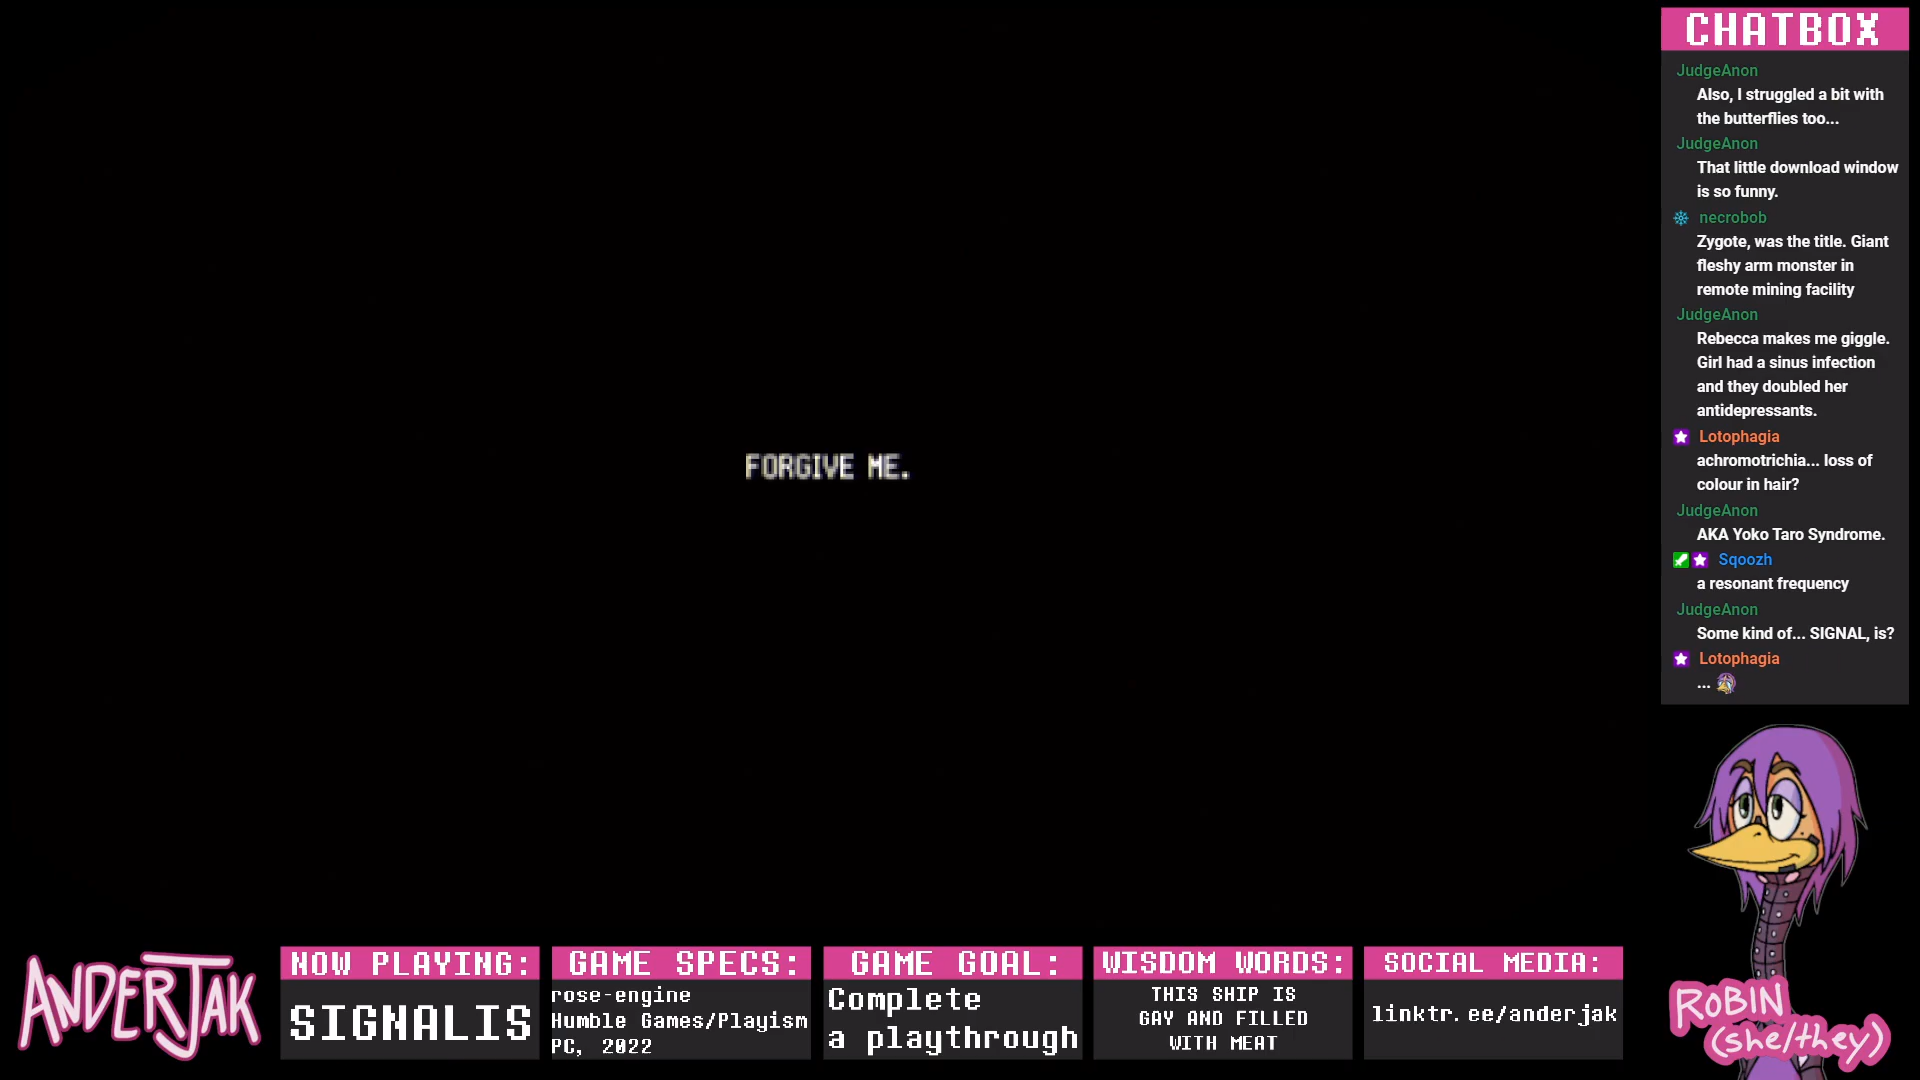 FORGIVE ME.
CHATBOX
JudgeAnon
Also, I struggled a bit with
the butterflies too...
JudgeAnon
That little download window
is so funny.
necrobob
Zygote, was the title. Giant
fleshy arm monster in
remote mining facility
JudgeAnon
Rebecca makes me giggle.
Girl had a sinus infection
and they doubled her
antidepressants.
Lotophagia
achromotrichia... loss of
colour in hair?
JudgeAnon
AKA Yoko Taro Syndrome.
Sqoozh
a resonant frequency
JudgeAnon
Some kind of... SIGNAL, is?
Lotophagia
...
ANDERJAK
NOW PLAYING:
SIGNALIS
GAME SPECS:
rose-engine
Humble Games/Playism
PC, 2022
GAME GOAL:
Complete
a playthrough
WISDOM WORDS:
THIS SHIP IS
GAY AND FILLED
WITH MEAT
SOCIAL MEDIA:
linktr.ee/anderjak
ROBIN
(she/they)